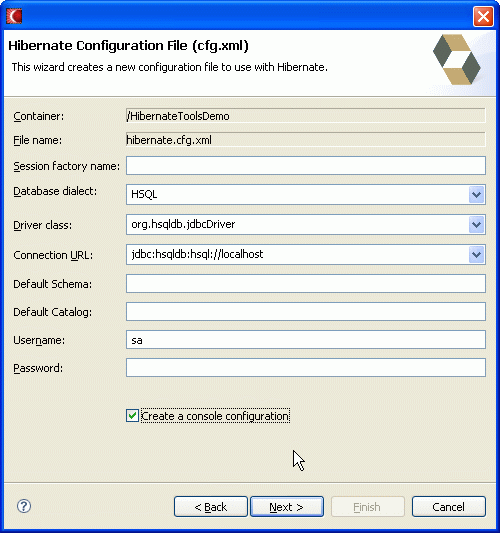 Hibernate Configuration File (cfg.xml)
This wizard creates a new configuration file to use with Hibernate.
Container: /HibernateToolsDemo
File name: hibernate.cfg.xml
Session factory name:
Database dialect: HSQL
Driver class: org.hsqldb.jdbcDriver
Connection URL: jdbc:hsqldb:hsql://localhost
Default Schema:
Default Catalog:
Username: sa
Password:
Create a console configuration
? < Back Next > Finish Cancel